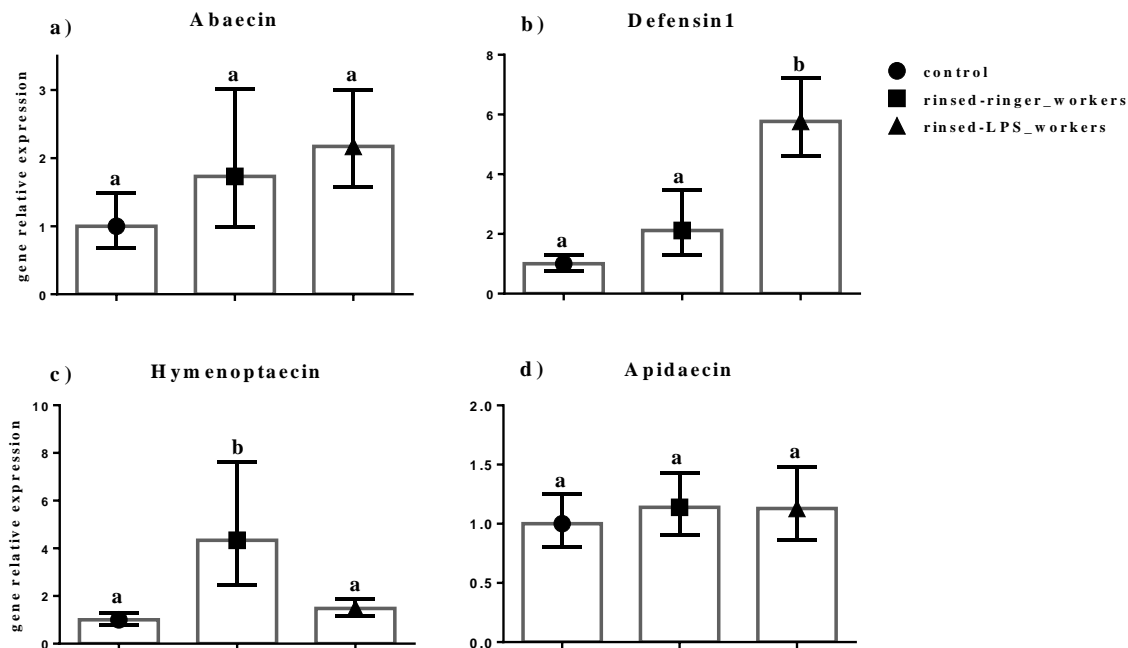 a) Abaecin
gene relative expression
3
2
1
0
a
a
a
b) Defensin1
8
6
4
2
0
a
a
b
control
rinsed-ringer_workers
rinsed-LPS_workers
c) Hymenoptaecin
gene relative expression
10
8
6
4
2
0
a
b
a
d) Apidaecin
2.0
1.5
1.0
0.5
0.0
a
a
a